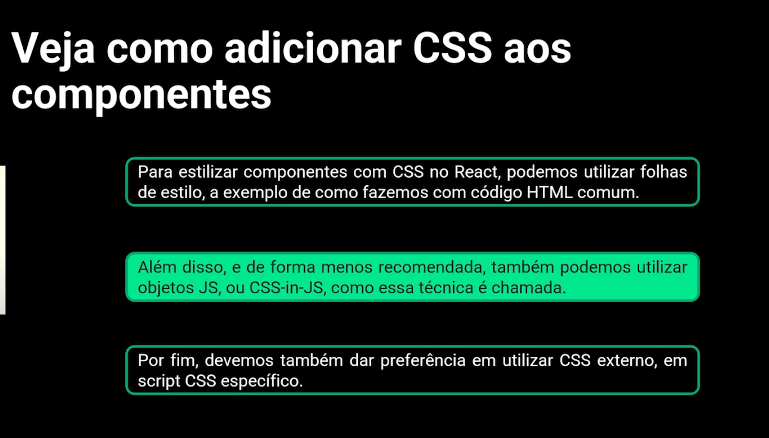 Veja como adicionar CSS aos
componentes
Para estilizar componentes com CSS no React, podemos utilizar folhas
de estilo, a exemplo de como fazemos com código HTML comum.
Além disso, e de forma menos recomendada, também podemos utilizar
objetos JS, ou CSS-in-JS, como essa técnica é chamada.
Por fim, devemos também dar preferência em utilizar CSS externo, em
script CSS específico.